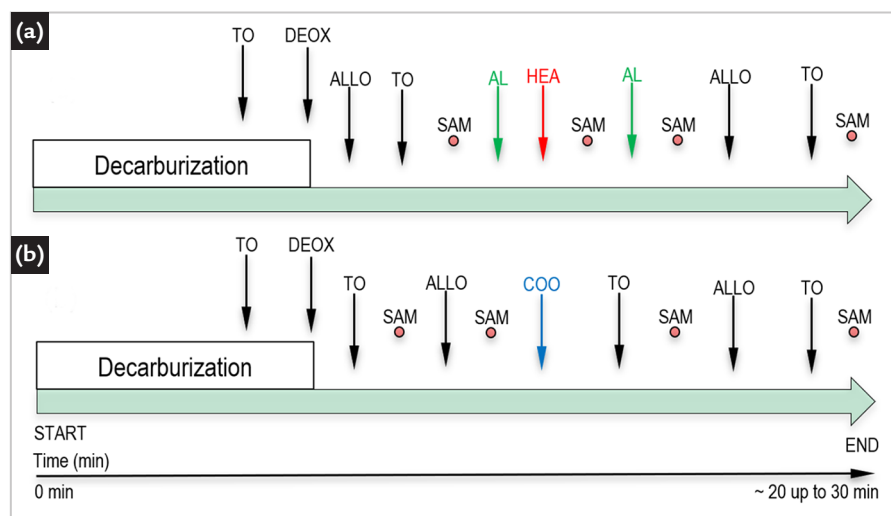 (a)
TO DEOX
ALLO TO AL HEA AL ALLO TO
SAM SAM SAM SAM
Decarburization
(b)
TO DEOX
TO ALLO COO TO ALLO TO
SAM SAM SAM SAM
Decarburization
START
END
Time (min)
0 min ~ 20 up to 30 min